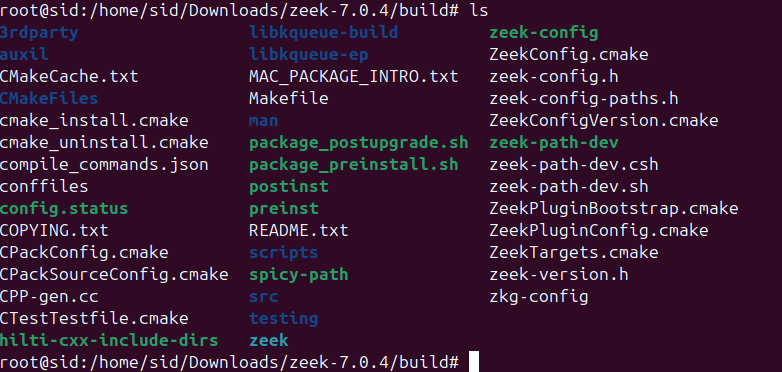 root@sid:/home/sid/Downloads/zeek-7.0.4/build# ls
3rdparty libkqueue-build zeek-config
auxil libkqueue-ep ZeekConfig.cmake
CMakeCache.txt MAC_PACKAGE_INTRO.txt zeek-config.h
CMakeFiles Makefile zeek-config-paths.h
cmake_install.cmake man ZeekConfigVersion.cmake
cmake_uninstall.cmake package_postupgrade.sh zeek-path-dev
compile_commands.json package_preinstall.sh zeek-path-dev.csh
conffiles postinst zeek-path-dev.sh
config.status preinst ZeekPluginBootstrap.cmake
COPYING.txt README.txt ZeekPluginConfig.cmake
CPackConfig.cmake scripts ZeekTargets.cmake
CPackSourceConfig.cmake spicy-path zeek-version.h
CPP-gen.cc src zkg-config
CTestTestfile.cmake testing
hilti-cxx-include-dirs zeek
root@sid:/home/sid/Downloads/zeek-7.0.4/build#